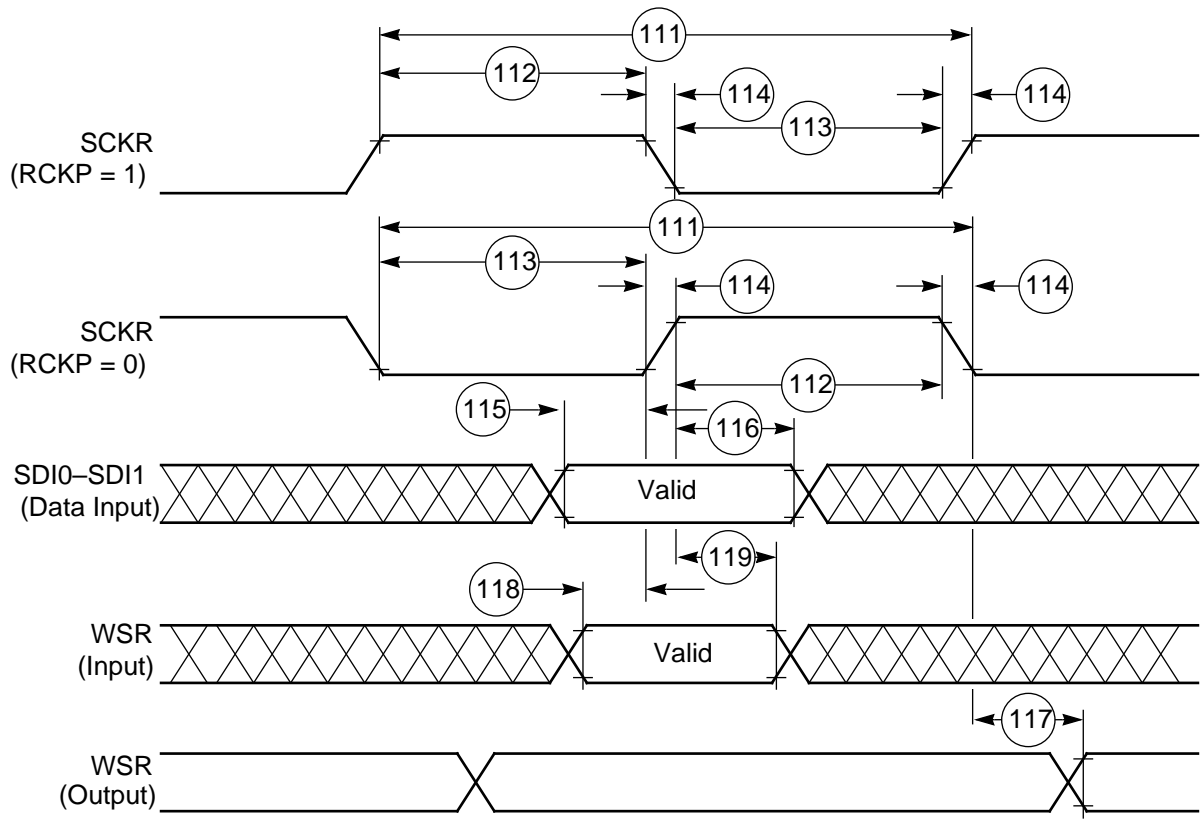 111
112
114
114
113
SCKR
(RCKP = 1)
111
113
114
114
SCKR
(RCKP = 0)
112
115
116
SDI0–SDI1
(Data Input)
Valid
119
118
WSR
(Input)
Valid
117
WSR
(Output)